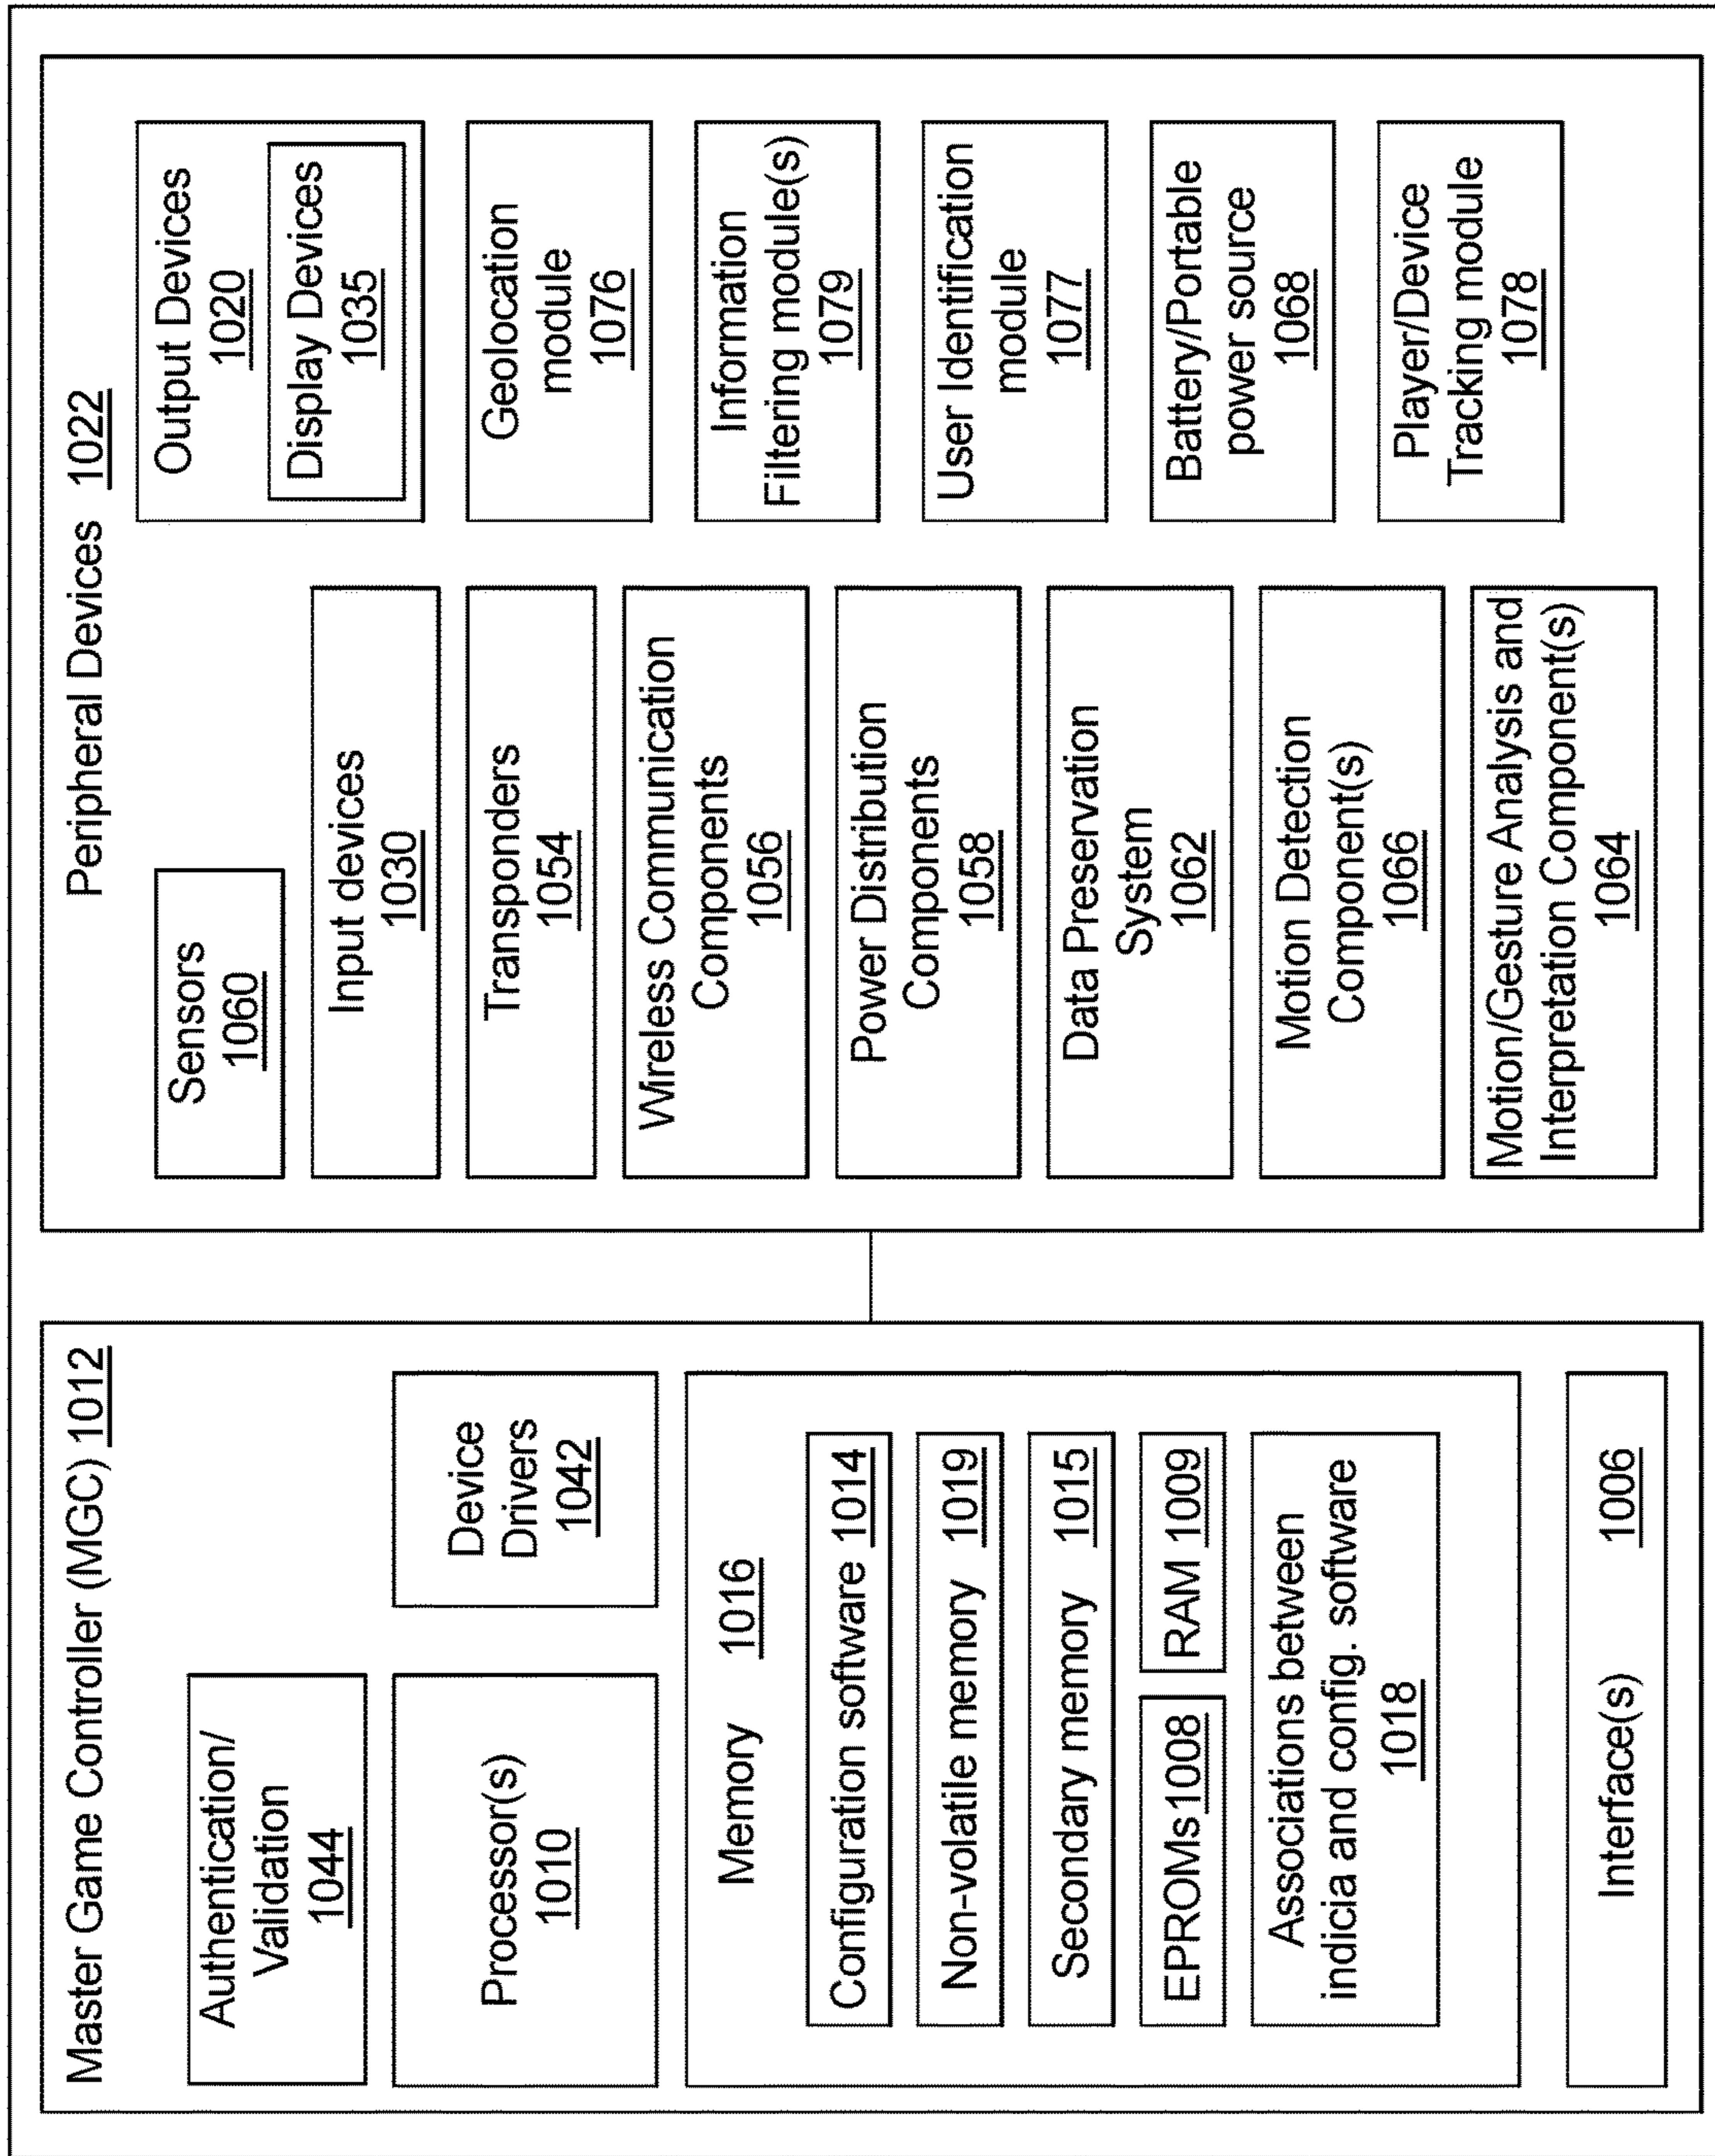 Master Game Controller (MGC) 1012
Authentication/
Validation
1044
Processor(s)
1010
Device
Drivers
1042
Memory 1016
Configuration software 1014
Non-volatile memory 1019
Secondary memory 1015
EPROMs 1008
RAM 1009
Associations between
indicia and config. software
1018
Interface(s) 1006
Peripheral Devices 1022
Sensors
1060
Input devices
1030
Transponders
1054
Wireless Communication
Components
1056
Power Distribution
Components
1058
Data Preservation
System
1062
Motion Detection
Component(s)
1066
Motion/Gesture Analysis and
Interpretation Component(s)
1064
Output Devices
1020
Display Devices
1035
Geolocation
module
1076
Information
Filtering module(s)
1079
User Identification
module
1077
Battery/Portable
power source
1068
Player/Device
Tracking module
1078